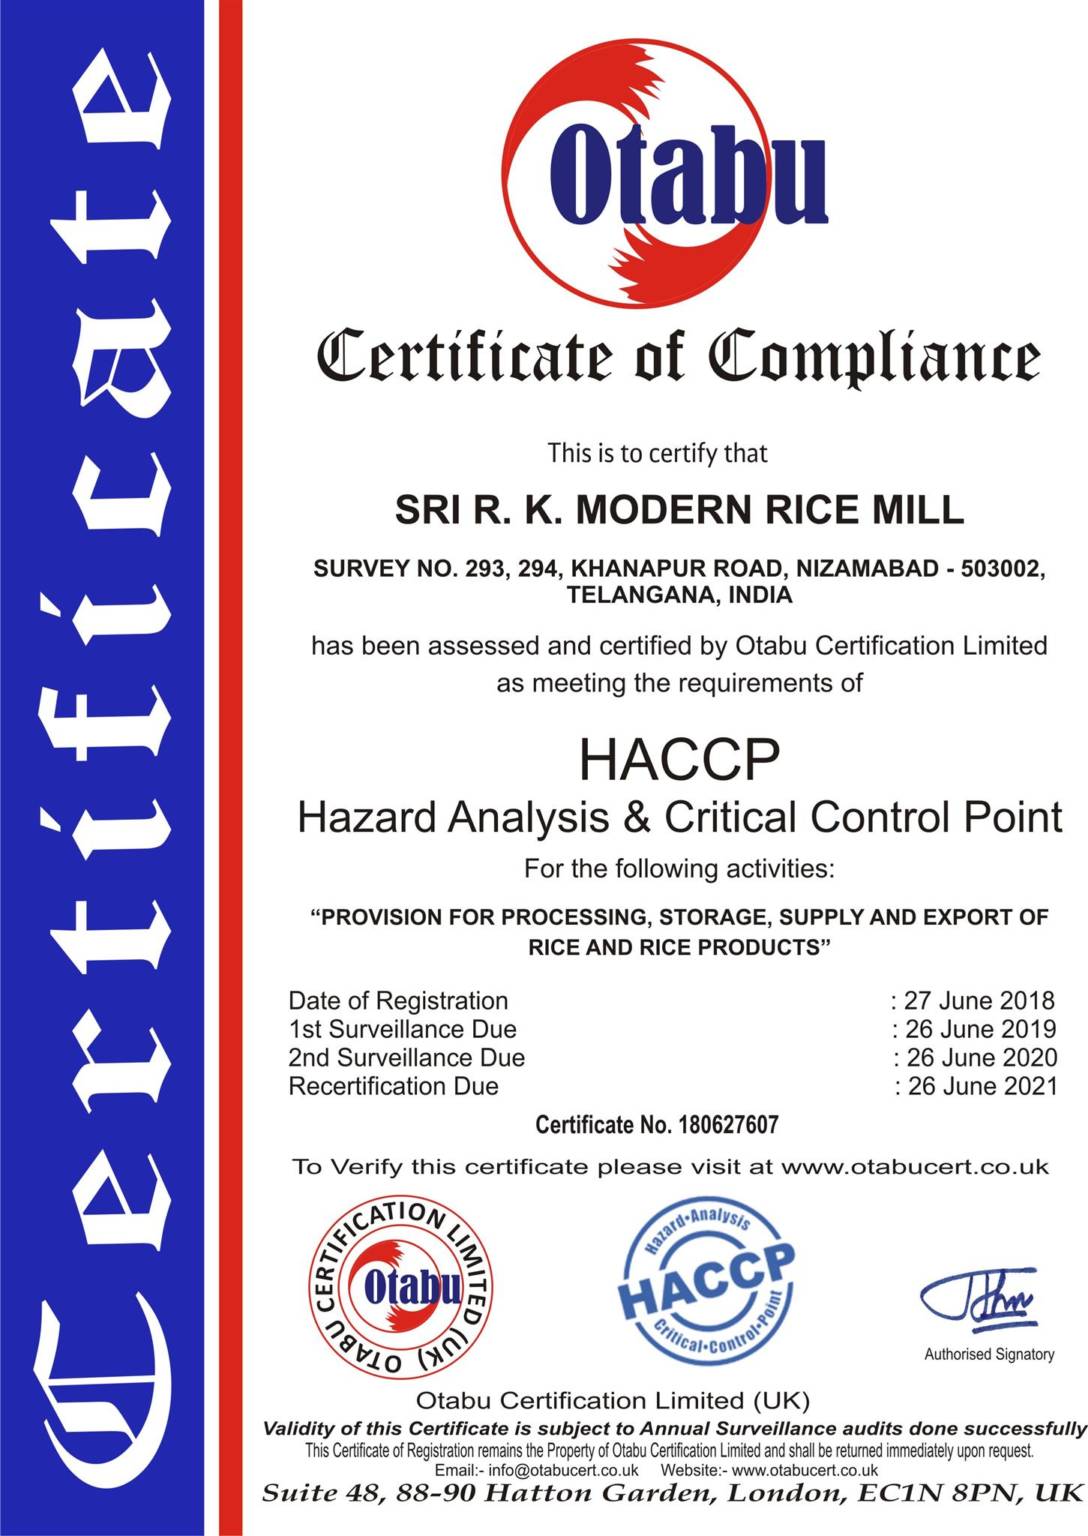 Certificate
Otabu
Certificate of Compliance
This is to certify that
SRI R. K. MODERN RICE MILL
SURVEY NO. 293, 294, KHANAPUR ROAD, NIZAMABAD - 503002,
TELANGANA, INDIA
has been assessed and certified by Otabu Certification Limited
as meeting the requirements of
HACCP
Hazard Analysis & Critical Control Point
For the following activities:
“PROVISION FOR PROCESSING, STORAGE, SUPPLY AND EXPORT OF
RICE AND RICE PRODUCTS”
Date of Registration : 27 June 2018
1st Surveillance Due : 26 June 2019
2nd Surveillance Due : 26 June 2020
Recertification Due : 26 June 2021
Certificate No. 180627607
To Verify this certificate please visit at www.otabucert.co.uk
OTABU CERTIFICATION LIMITED (UK)
Otabu
Hazard•Analysis
HACCP
Critical•Control•Point
Authorised Signatory
Otabu Certification Limited (UK)
Validity of this Certificate is subject to Annual Surveillance audits done successfully
This Certificate of Registration remains the Property of Otabu Certification Limited and shall be returned immediately upon request.
Email:- info@otabucert.co.uk Website:- www.otabucert.co.uk
Suite 48, 88-90 Hatton Garden, London, EC1N 8PN, UK